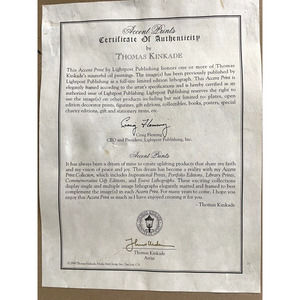 Accent Prints
Certificate Of Authenticity
by
THOMAS KINKADE
This Accent Print by Lightpost Publishing honors one or more of Thomas
Kinkade's masterful oil paintings. The image(s) has been previously published by
Lightpost Publishing as a full-size limited edition lithograph. This Accent Print is
elegantly framed according to the artist's specifications and is hereby certified as an
authorized issue of Lightpost Publishing. Lightpost Publishing reserves the right to
use the image(s) on other products including but not limited to: plates, open
edition decorator posters, figurines, gift editions, collectibles, books, posters, special
charter editions, gift and stationery items, etc.
Craig Fleming
Craig Fleming
CEO and President, Lightpost Publishing, Inc.
Accent Prints
It has always been a dream of mine to create uplifting products that share my faith
and my vision of peace and joy. This dream has become a reality with my Accent
Print Collection, which includes Inspirational Prints, Portfolio Editions, Library Prints,
Commemorative Gift Editions, and Framed Lithographs. These exciting collections
display single and multiple image lithographs elegantly matted and framed to best
complement the image(s) in each Accent Print. For many years to come, I hope you
enjoy this Accent Print as much as I have enjoyed creating it for you.
- Thomas Kinkade
Thomas Kinkade
Artist